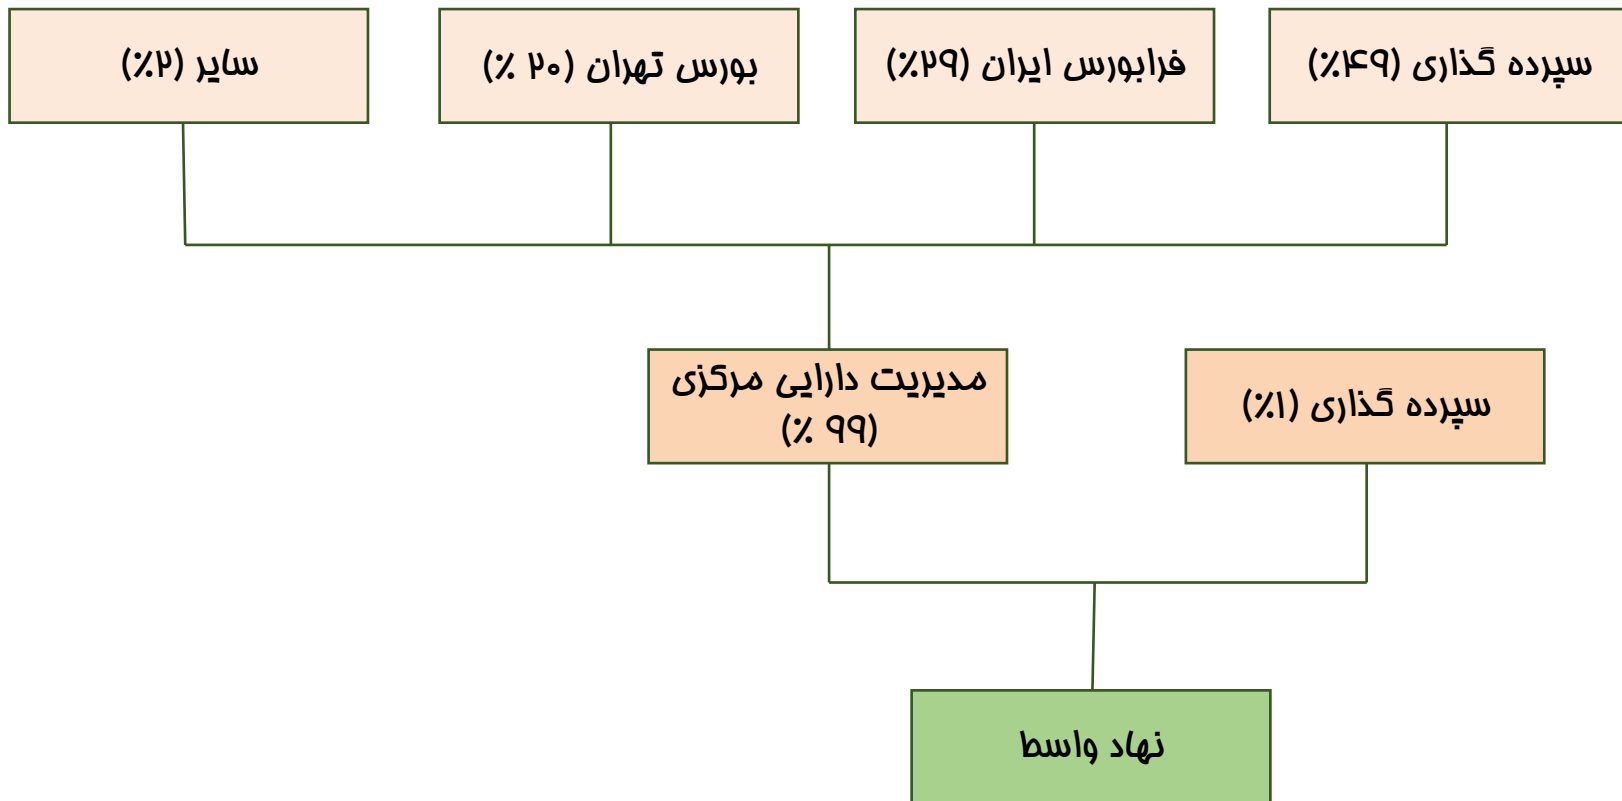 سپرده گذاری (۴۹٪)
فرابورس ایران (۲۹٪)
بورس تهران (۲۰ ٪)
سایر (۲٪)
سپرده گذاری (۱٪)
مدیریت دارایی مرکزی
(۹۹ ٪)
نهاد واسط